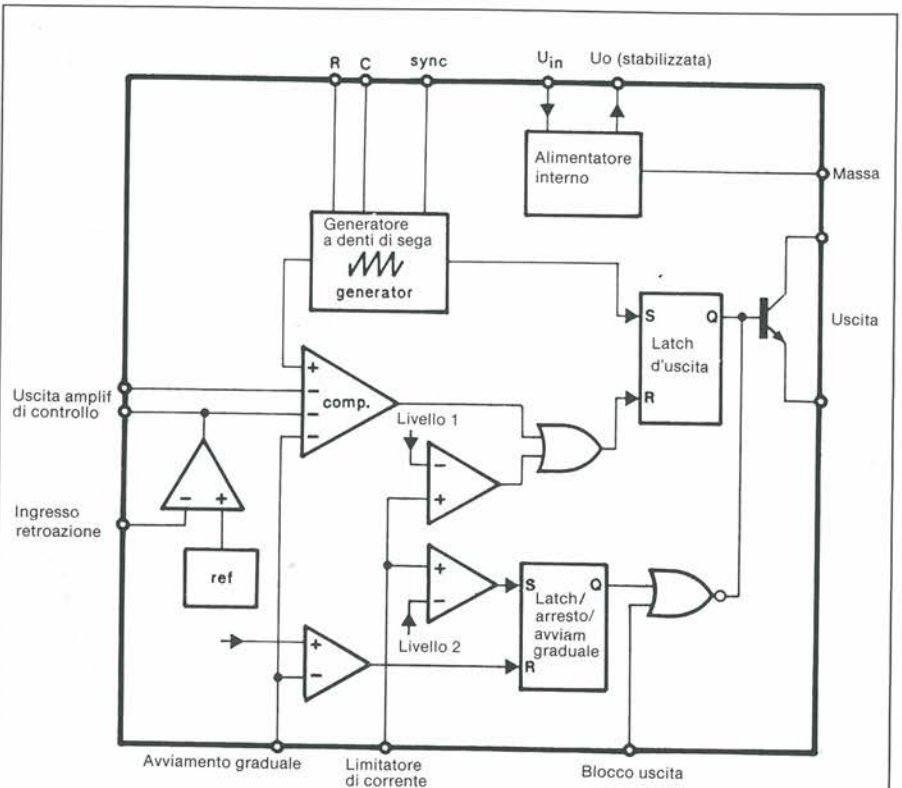 R C sync U in Uo (stabilizzata)
Alimentatore
interno
Massa
Generatore
a denti di sega
generator
S Q
Latch
d'uscita
R
Uscita
Uscita amplif
di controllo
+
−
comp.
−
−
Livello 1
−
+
− +
Ingresso
retroazione
ref
+
−
Livello 2
S Q
Latch/
arresto/
avviam
graduale
R
+
−
Avviamento graduale
Limitatore
di corrente
Blocco uscita